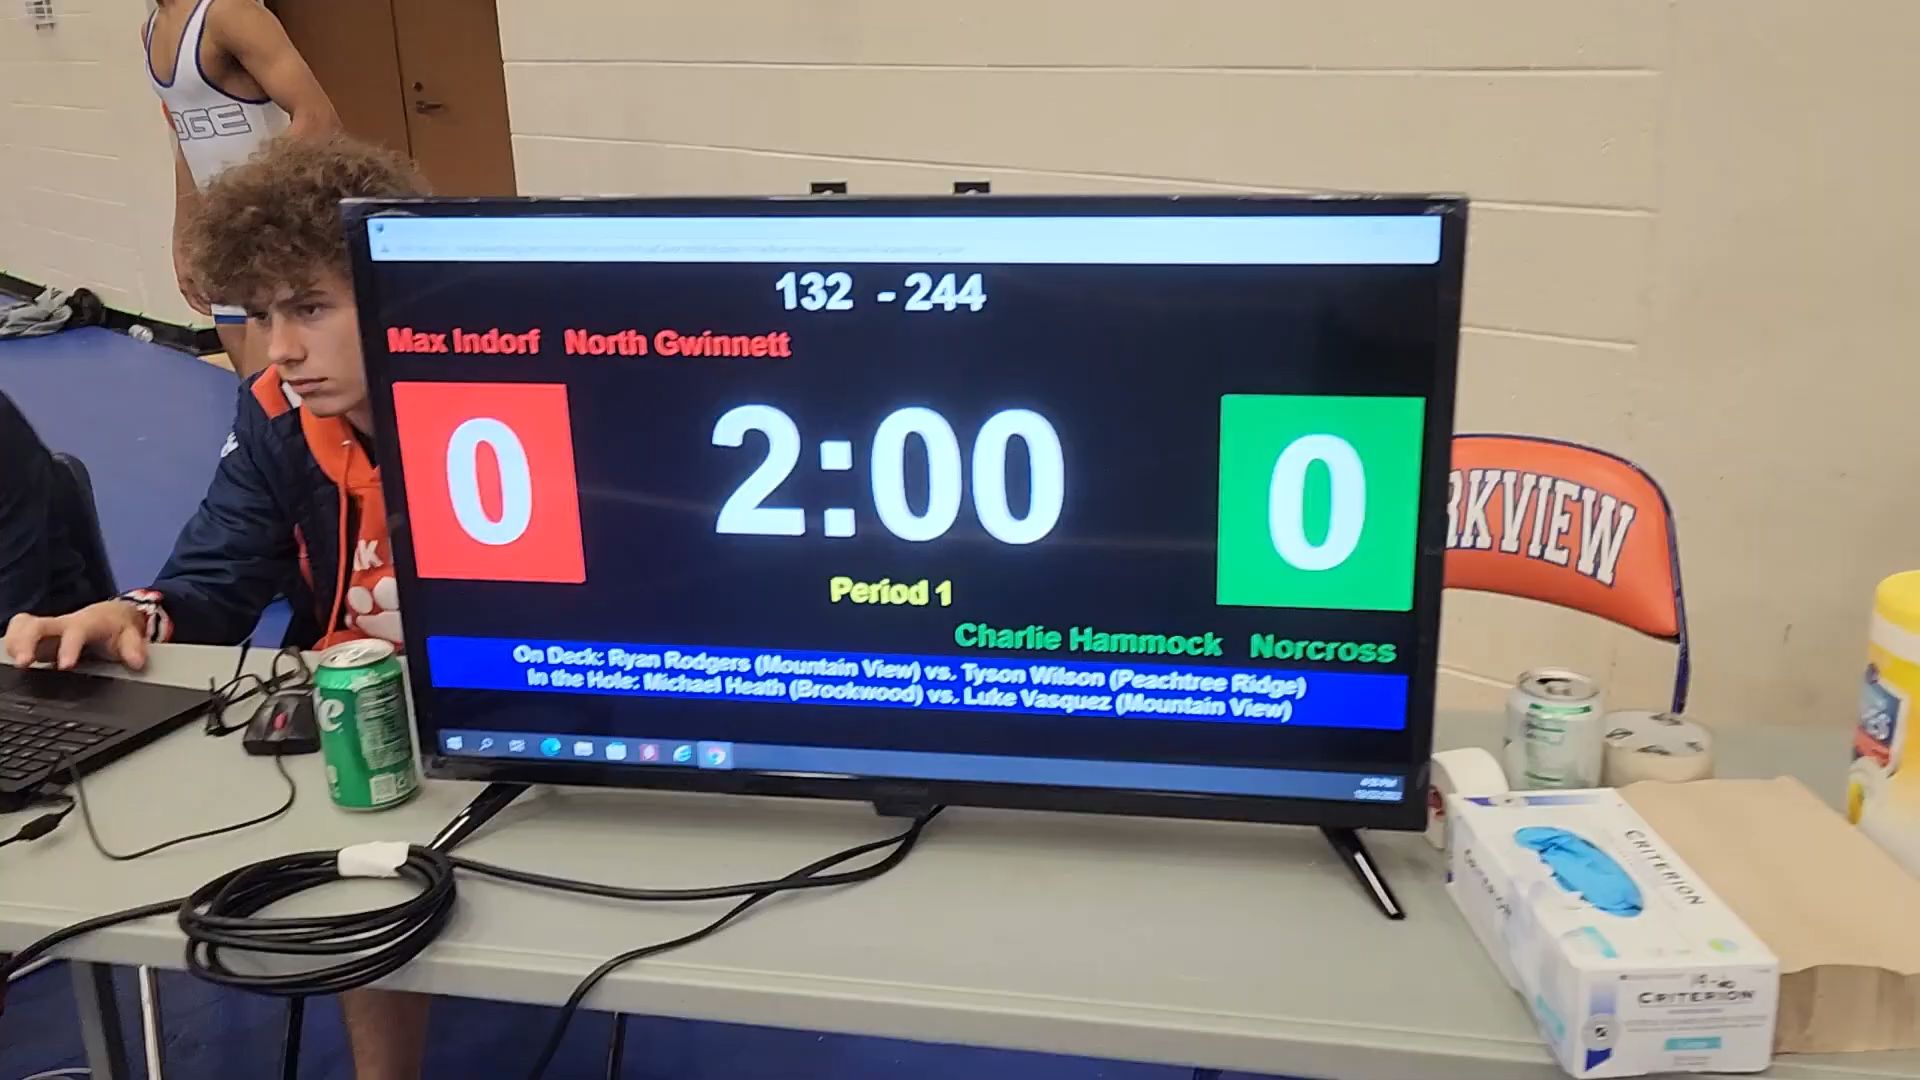 DGE
132 - 244
Max Indorf North Gwinnett
0
2:00
0
Period 1
Charlie Hammock Norcross
On Deck: Ryan Rodgers (Mountain View) vs. Tyson Wilson (Peachtree Ridge)
In the Hole: Michael Heath (Brookwood) vs. Luke Vasquez (Mountain View)
RKVIEW
CRITERION
CRITERION